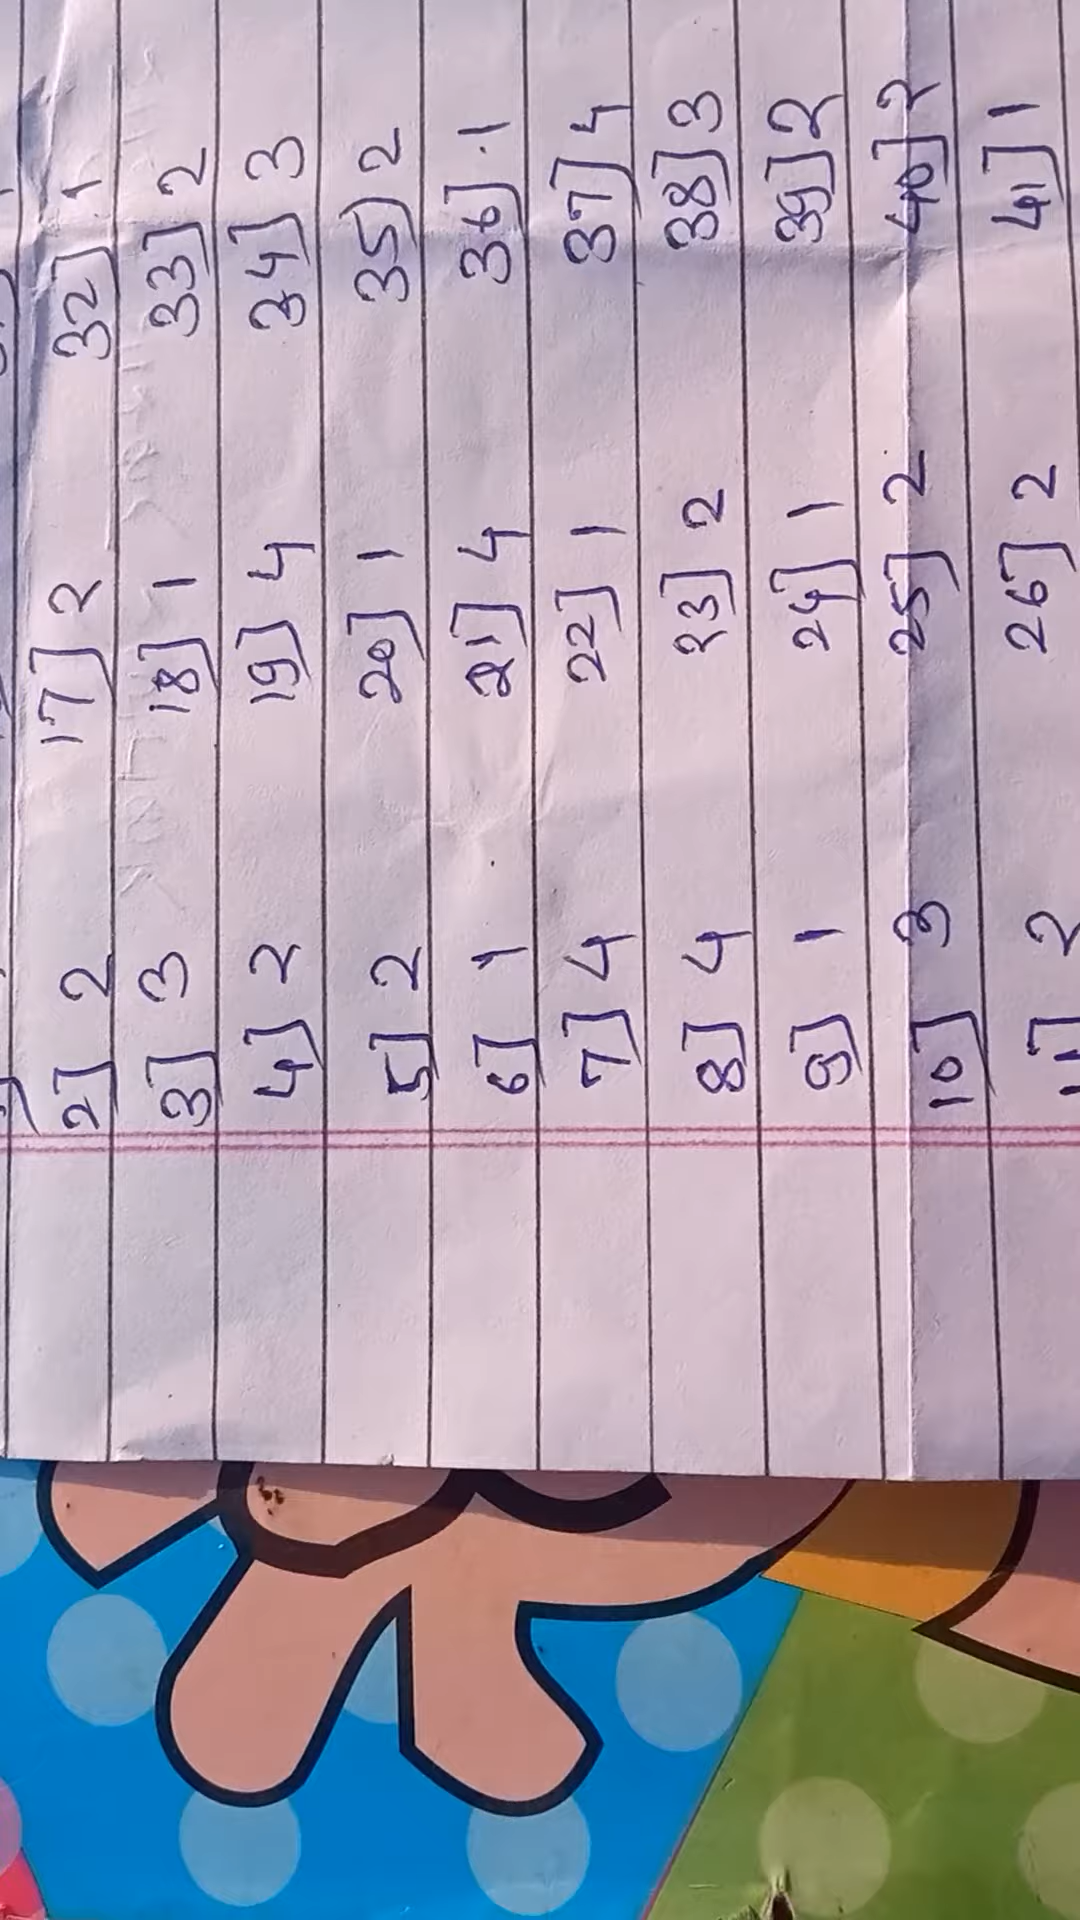 2] 2 17] 2 32] 1
3] 3 18] 1 33] 2
4] 2 19] 4 34] 3
5] 2 20] 1 35] 2
6] 1 21] 4 36] 1
7] 4 22] 1 37] 4
8] 4 23] 2 38] 3
9] 1 24] 1 39] 2
10] 3 25] 2 40] 2
11] 2 26] 2 41] 1